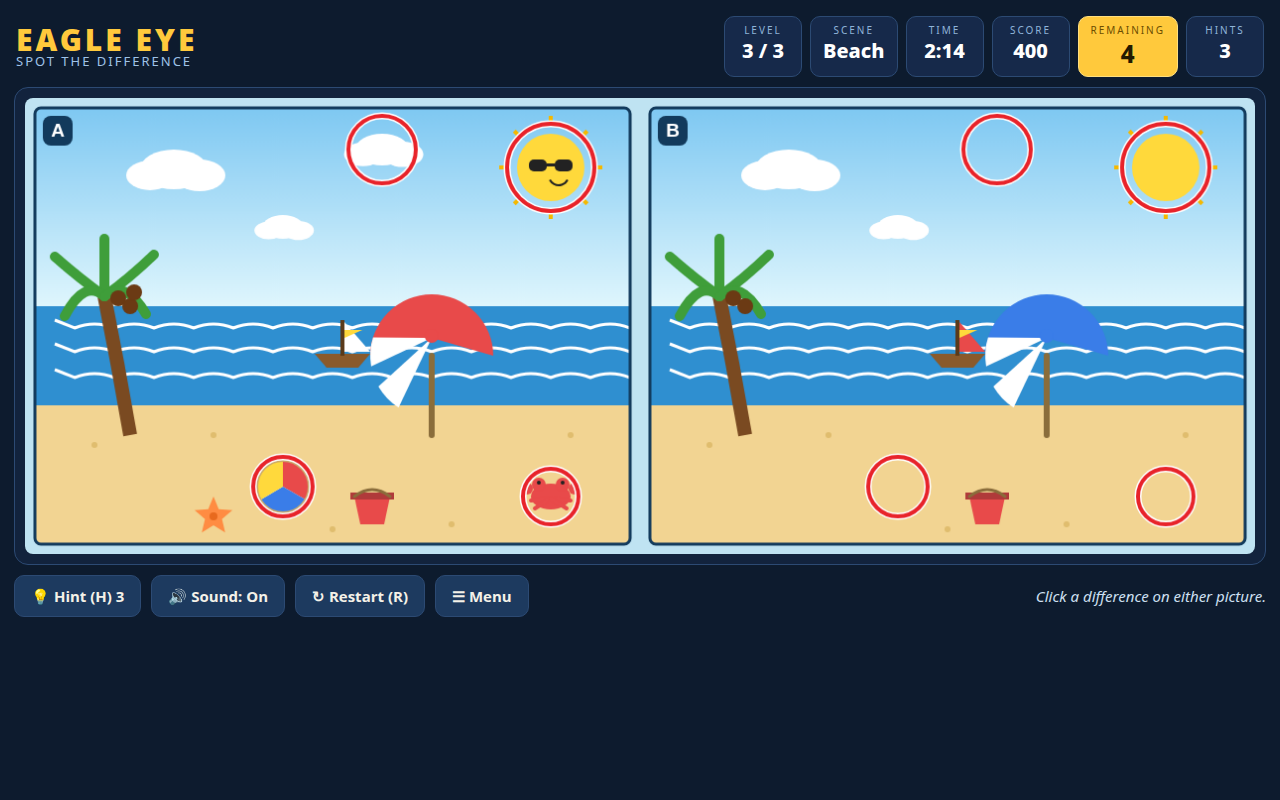 EAGLE EYE
SPOT THE DIFFERENCE
LEVEL
3 / 3
SCENE
Beach
TIME
2:14
SCORE
400
REMAINING
4
HINTS
3
A
B
💡 Hint (H) 3
🔊 Sound: On
↻ Restart (R)
☰ Menu
Click a difference on either picture.